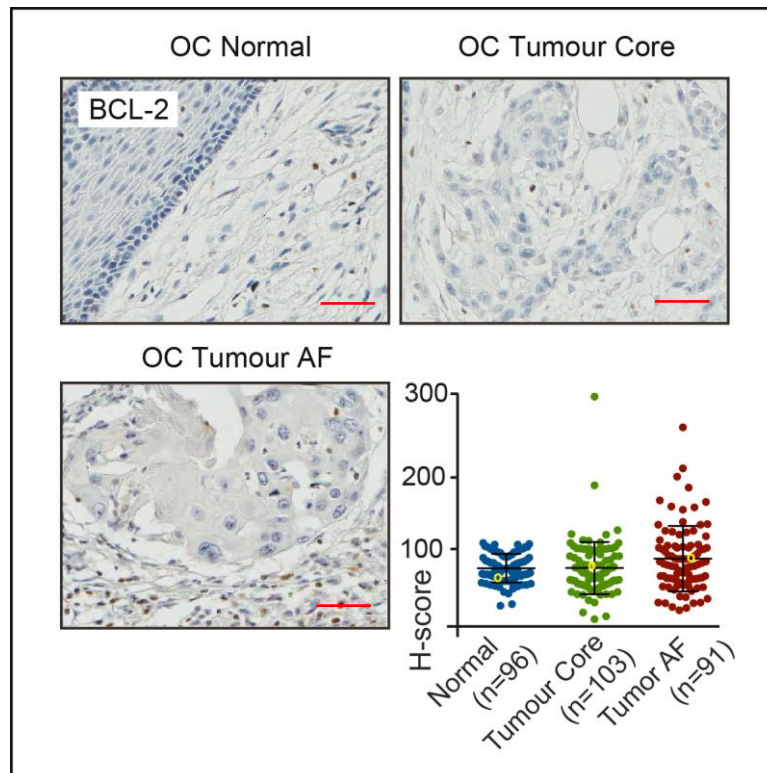 OC Normal
OC Tumour Core
BCL-2
OC Tumour AF
300
200
100
H-score
Normal
(n=96)
Tumour Core
(n=103)
Tumor AF
(n=91)